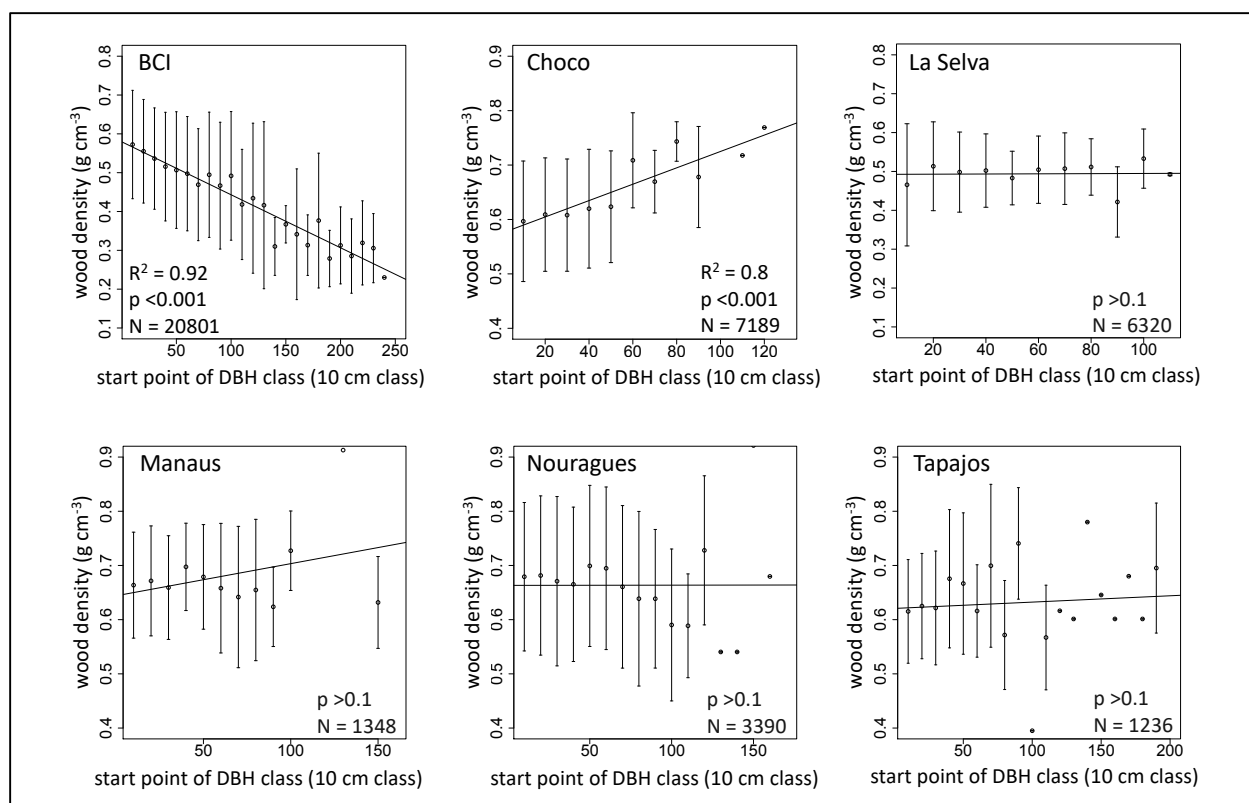 BCI
wood density (g cm⁻³)
0.1 0.2 0.3 0.4 0.5 0.6 0.7 0.8
R² = 0.92
p <0.001
N = 20801
50 100 150 200 250
start point of DBH class (10 cm class)
Choco
wood density (g cm⁻³)
0.4 0.5 0.6 0.7 0.8 0.9
R² = 0.8
p <0.001
N = 7189
20 40 60 80 100 120
start point of DBH class (10 cm class)
La Selva
wood density (g cm⁻³)
0.1 0.2 0.3 0.4 0.5 0.6 0.7 0.8
p >0.1
N = 6320
20 40 60 80 100
start point of DBH class (10 cm class)
Manaus
wood density (g cm⁻³)
0.4 0.5 0.6 0.7 0.8 0.9
p >0.1
N = 1348
50 100 150
start point of DBH class (10 cm class)
Nouragues
wood density (g cm⁻³)
0.4 0.5 0.6 0.7 0.8 0.9
p >0.1
N = 3390
50 100 150
start point of DBH class (10 cm class)
Tapajos
wood density (g cm⁻³)
0.4 0.5 0.6 0.7 0.8 0.9
p >0.1
N = 1236
50 100 150 200
start point of DBH class (10 cm class)